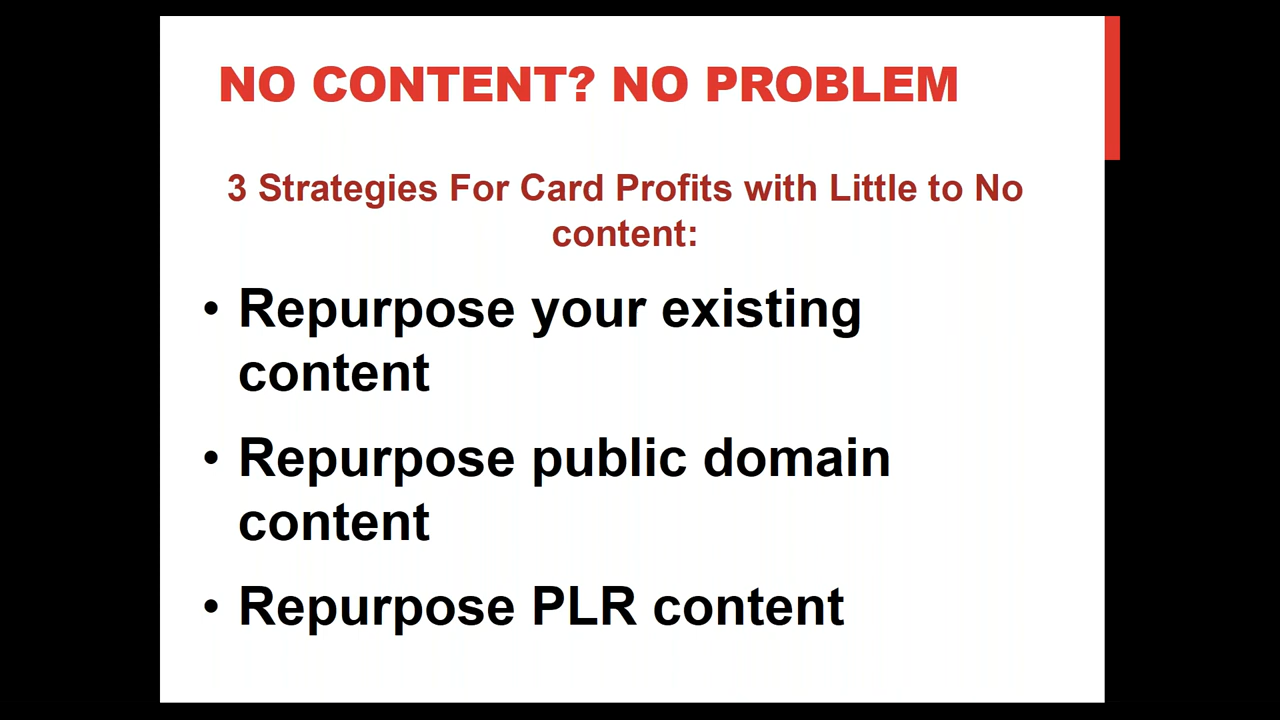 NO CONTENT? NO PROBLEM
3 Strategies For Card Profits with Little to No
content:
• Repurpose your existing
content
• Repurpose public domain
content
• Repurpose PLR content